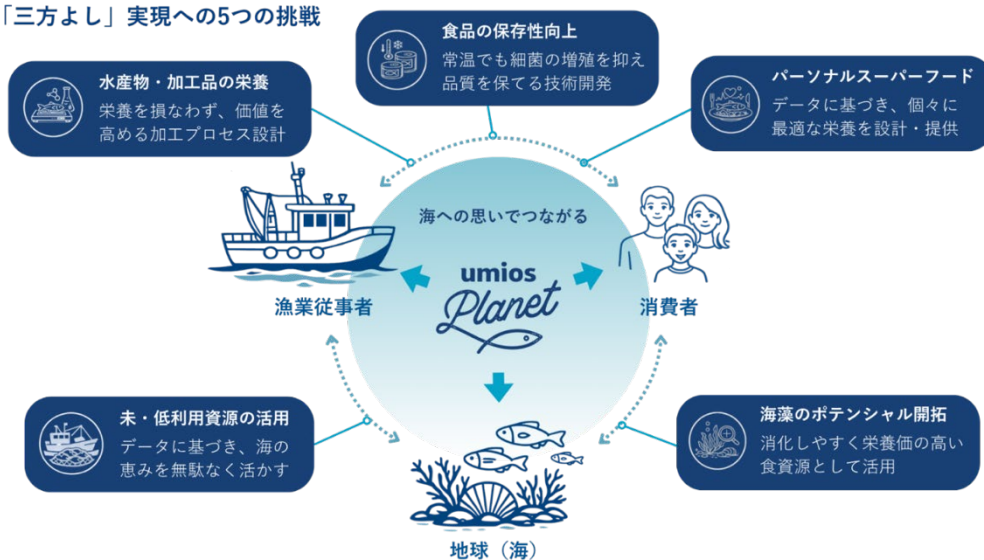 「三方よし」実現への5つの挑戦
食品の保存性向上
常温でも細菌の増殖を抑え
品質を保てる技術開発
水産物・加工品の栄養
栄養を損なわず、価値を
高める加工プロセス設計
パーソナルスーパーフード
データに基づき、個々に
最適な栄養を設計・提供
海への思いでつながる
umios
Planet
漁業従事者
消費者
未・低利用資源の活用
データに基づき、海の
恵みを無駄なく活かす
海藻のポテンシャル開拓
消化しやすく栄養価の高い
食資源として活用
地球（海）